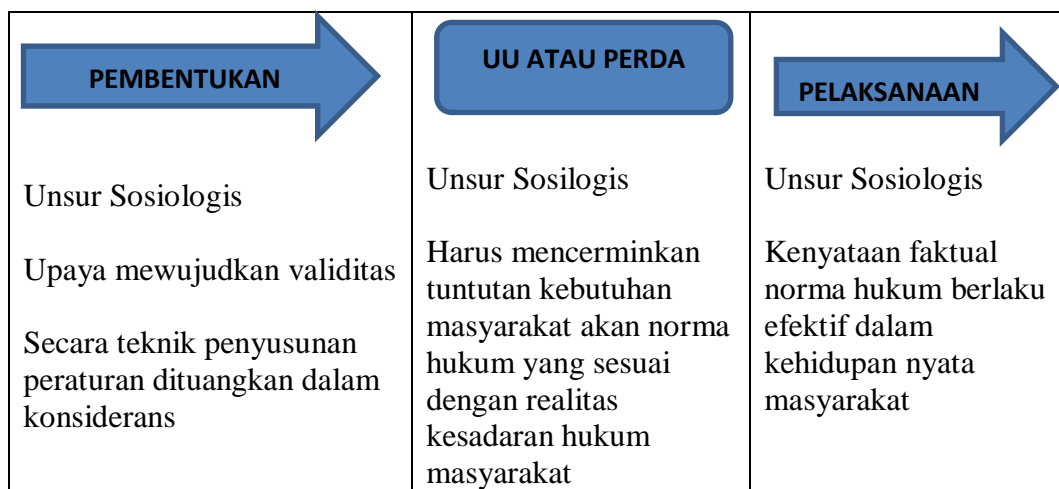 PEMBENTUKAN
Unsur Sosiologis
Upaya mewujudkan validitas
Secara teknik penyusunan
peraturan dituangkan dalam
konsiderans
UU ATAU PERDA
Unsur Sosilogis
Harus mencerminkan
tuntutan kebutuhan
masyarakat akan norma
hukum yang sesuai
dengan realitas
kesadaran hukum
masyarakat
PELAKSANAAN
Unsur Sosiologis
Kenyataan faktual
norma hukum berlaku
efektif dalam
kehidupan nyata
masyarakat